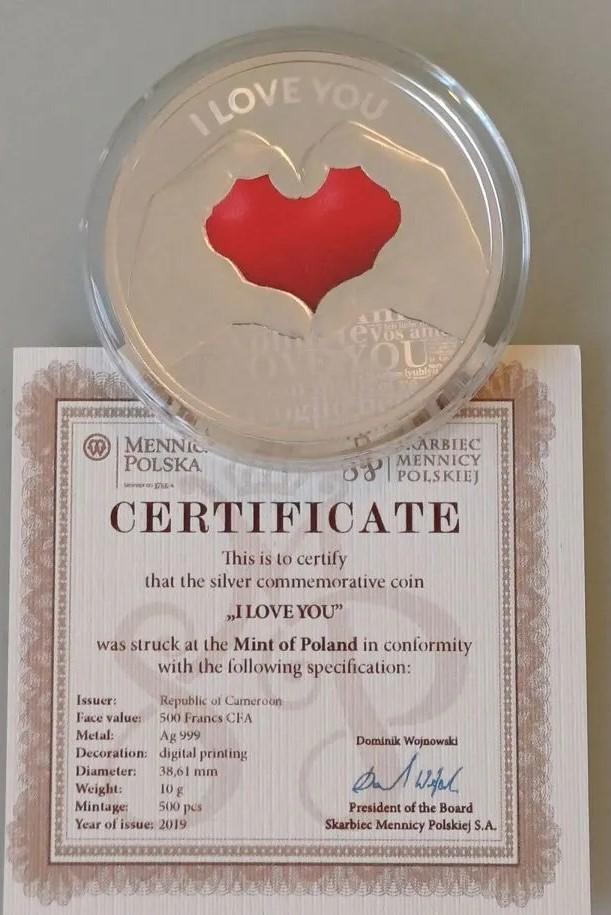 I LOVE YOU
Vos am
LOVE YOU
MENNIC
POLSKA
SKARBIEC
MENNICY
POLSKIEJ
CERTIFICATE
This is to certify
that the silver commemorative coin
„I LOVE YOU”
was struck at the Mint of Poland in conformity
with the following specification:
Issuer: Republic of Cameroon
Face value: 500 Francs CFA
Metal: Ag 999
Decoration: digital printing
Diameter: 38,61 mm
Weight: 10 g
Mintage: 500 pcs
Year of issue: 2019
Dominik Wojnowski
President of the Board
Skarbiec Mennicy Polskiej S.A.